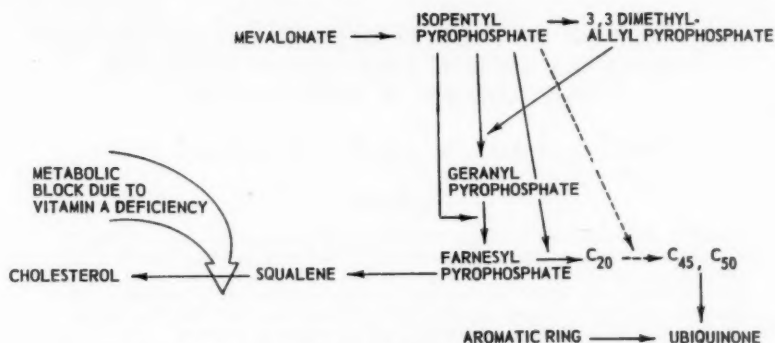 ISOPENTYL
PYROPHOSPHATE
3,3 DIMETHYL-
ALLYL PYROPHOSPHATE
MEVALONATE
GERANYL
PYROPHOSPHATE
METABOLIC
BLOCK DUE TO
VITAMIN A DEFICIENCY
CHOLESTEROL
SQUALENE
FARNESYL
PYROPHOSPHATE
C20
C45, C50
AROMATIC RING
UBIQUINONE